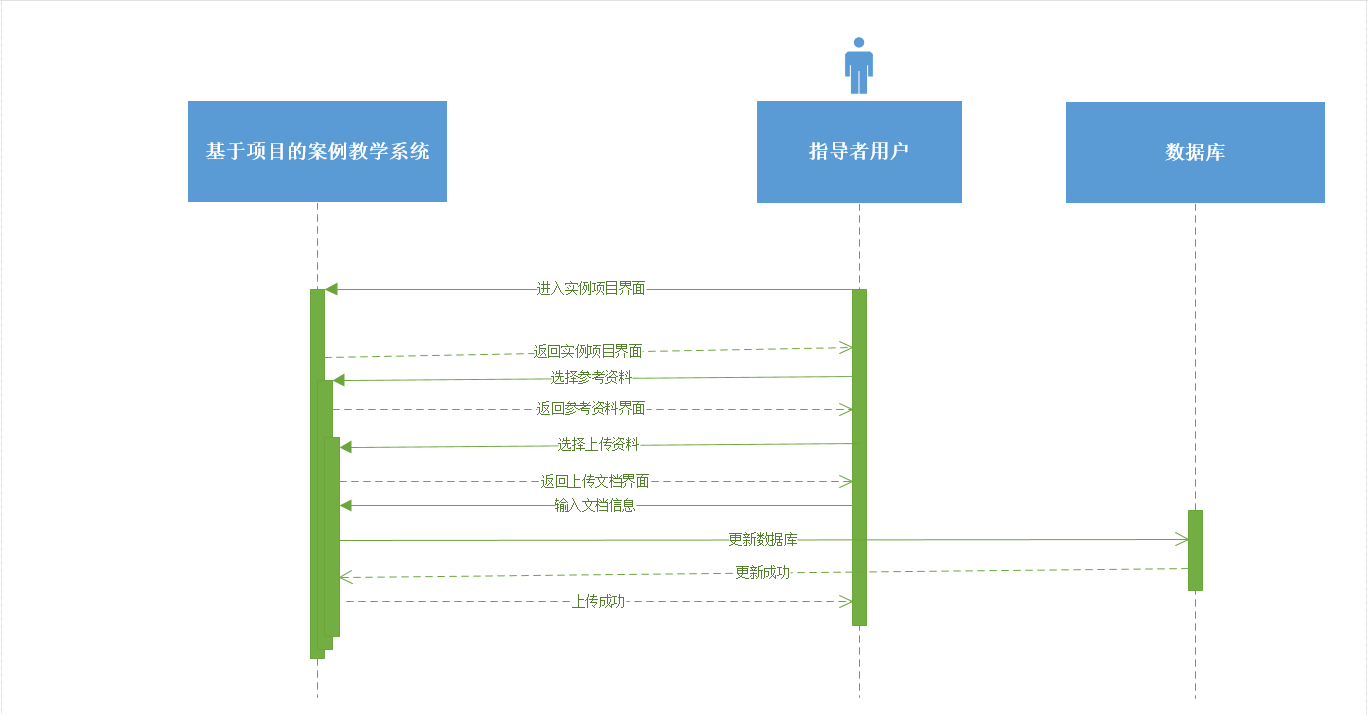 基于项目的案例教学系统
指导者用户
数据库
进入实例项目界面
返回实例项目界面
选择参考资料
返回参考资料界面
选择上传资料
返回上传文档界面
输入文档信息
更新数据库
更新成功
上传成功